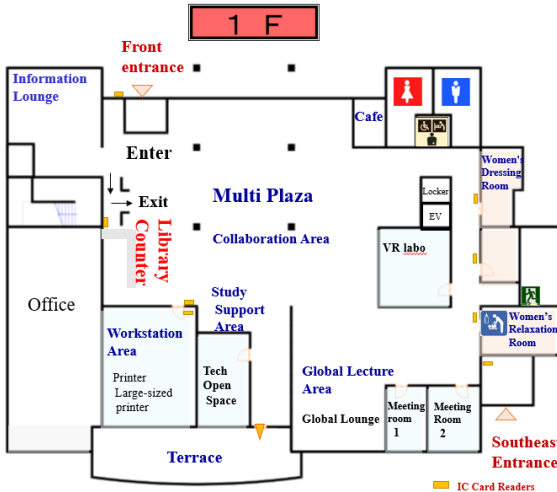 1 F
Front
entrance
Information
Lounge
Cafe
Enter
Women's
Dressing
Room
Exit
Multi Plaza
Locker
EV
Library
Counter
Collaboration Area
VR labo
Office
Study
Support
Area
Women's
Relaxation
Room
Workstation
Area
Printer
Large-sized
printer
Tech
Open
Space
Global Lecture
Area
Global Lounge
Meeting
room
1
Meeting
Room
2
Southeast
Entrance
Terrace
IC Card Readers